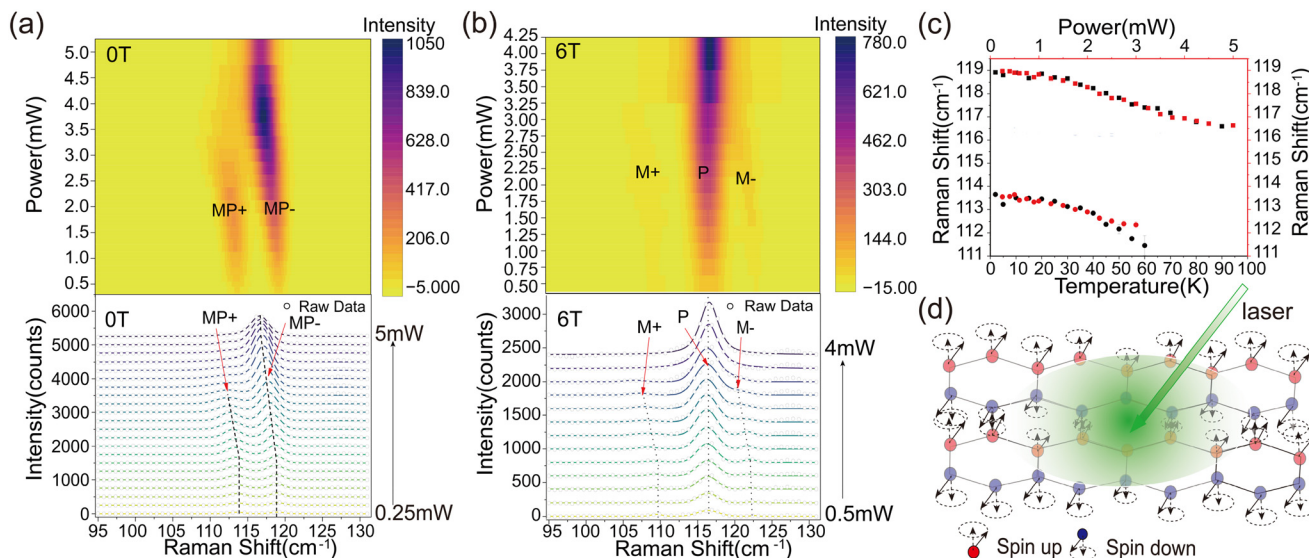 (a)
Intensity
0T
1050
839.0
628.0
417.0
206.0
−5.000
Power(mW)
5.0
4.5
4.0
3.5
3.0
2.5
2.0
1.5
1.0
0.5
MP+
MP-
0T
Raw Data
MP+
MP-
5mW
0.25mW
Intensity(counts)
6000
5000
4000
3000
2000
1000
0
95 100 105 110 115 120 125 130
Raman Shift(cm⁻¹)
(b)
Intensity
6T
780.0
621.0
462.0
303.0
144.0
−15.00
Power(mW)
4.25
4.00
3.75
3.50
3.25
3.00
2.75
2.50
2.25
2.00
1.75
1.50
1.25
1.00
0.75
0.50
M+
P
M-
6T
Raw Data
M+
P
M-
4mW
0.5mW
Intensity(counts)
3000
2500
2000
1500
1000
500
0
95 100 105 110 115 120 125 130
Raman Shift(cm⁻¹)
(c)
Power(mW)
0 1 2 3 4 5
Raman Shift(cm⁻¹)
119
118
117
116
115
114
113
112
111
119
118
117
116
115
114
113
112
111
Raman Shift(cm⁻¹)
0 10 20 30 40 50 60 70 80 90 100
Temperature(K)
(d)
laser
Spin up
Spin down